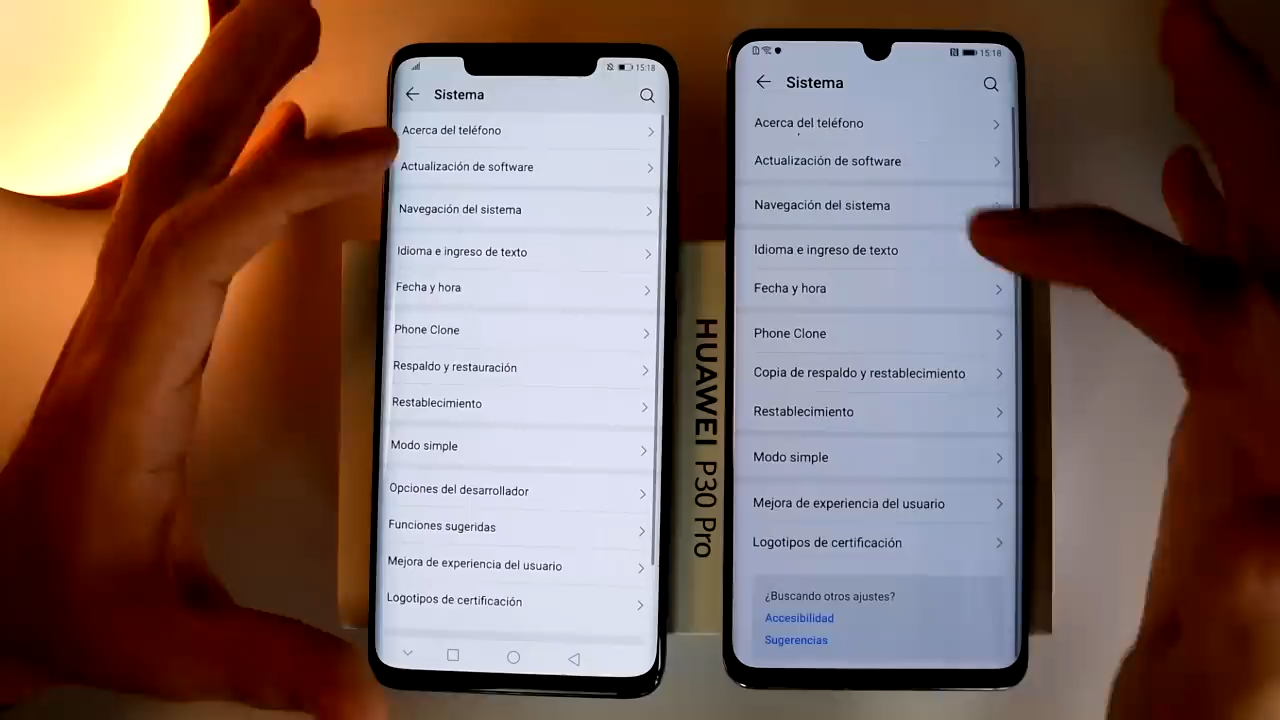 15:18
Sistema
Acerca del teléfono
Actualización de software
Navegación del sistema
Idioma e ingreso de texto
Fecha y hora
Phone Clone
Respaldo y restauración
Restablecimiento
Modo simple
Opciones del desarrollador
Funciones sugeridas
Mejora de experiencia del usuario
Logotipos de certificación
HUAWEI P30 Pro
15:18
Sistema
Acerca del teléfono
Actualización de software
Navegación del sistema
Idioma e ingreso de texto
Fecha y hora
Phone Clone
Copia de respaldo y restablecimiento
Restablecimiento
Modo simple
Mejora de experiencia del usuario
Logotipos de certificación
¿Buscando otros ajustes?
Accesibilidad
Sugerencias